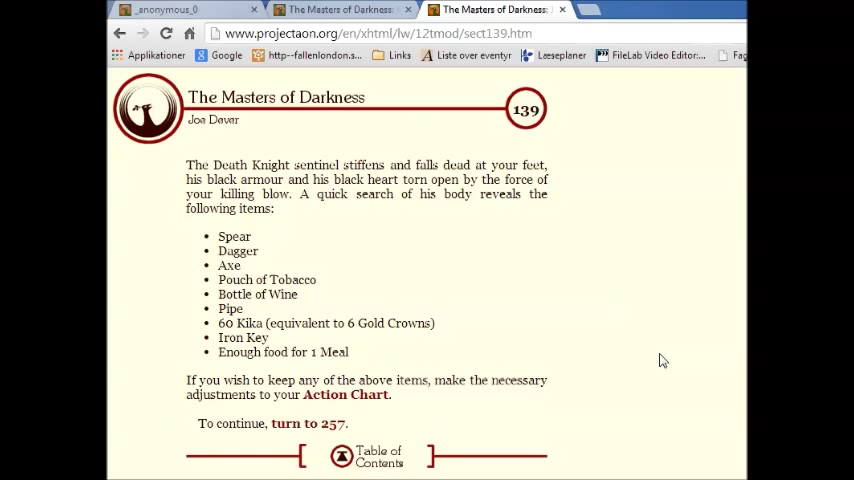 _anonymous_0
The Masters of Darkness:
The Masters of Darkness:
www.projectaon.org/en/xhtml/lw/12tmod/sect139.htm
Applikationer Google http--fallenlondon.s... Links Liste over eventyr Læseplaner FileLab Video Editor:... Fag
The Masters of Darkness
139
Joe Dever
The Death Knight sentinel stiffens and falls dead at your feet,
his black armour and his black heart torn open by the force of
your killing blow. A quick search of his body reveals the
following items:
• Spear
• Dagger
• Axe
• Pouch of Tobacco
• Bottle of Wine
• Pipe
• 60 Kika (equivalent to 6 Gold Crowns)
• Iron Key
• Enough food for 1 Meal
If you wish to keep any of the above items, make the necessary
adjustments to your Action Chart.
To continue, turn to 257.
Table of
Contents